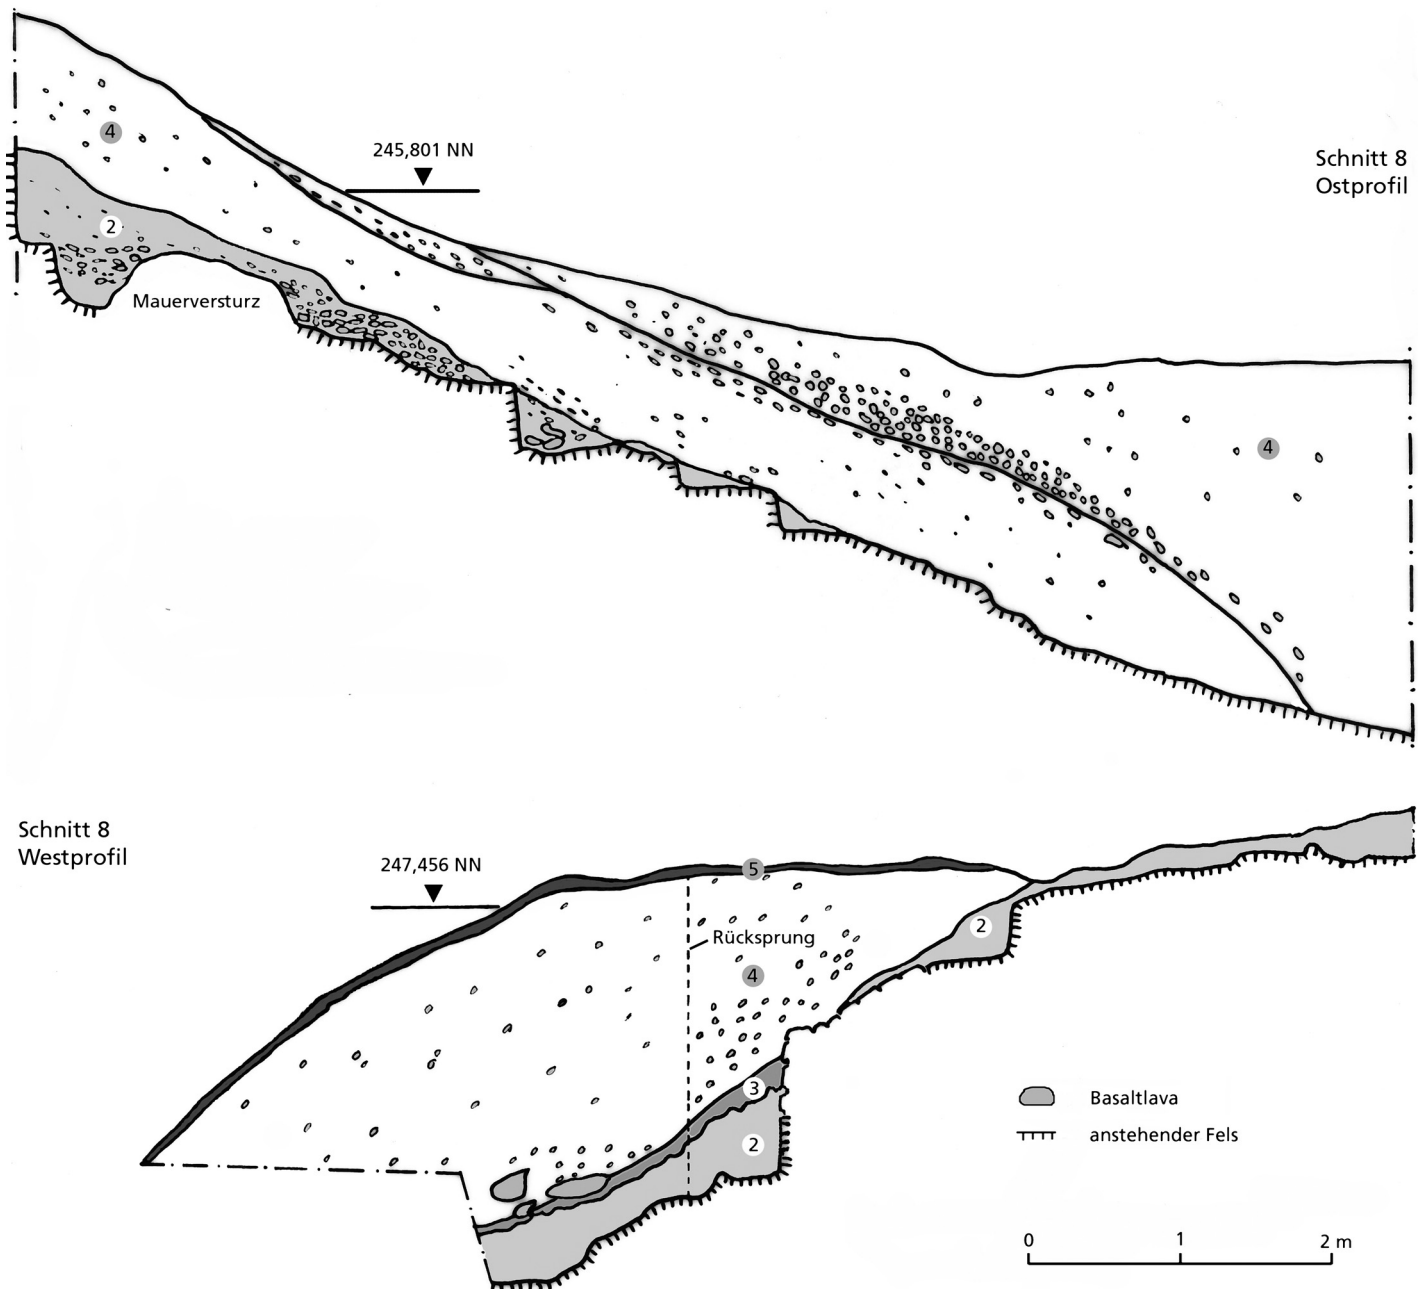 4
245,801 NN
Schnitt 8
Ostprofil
2
Mauerversturz
4
Schnitt 8
Westprofil
247,456 NN
5
2
Rücksprung
4
3
Basaltlava
2
anstehender Fels
0 1 2 m